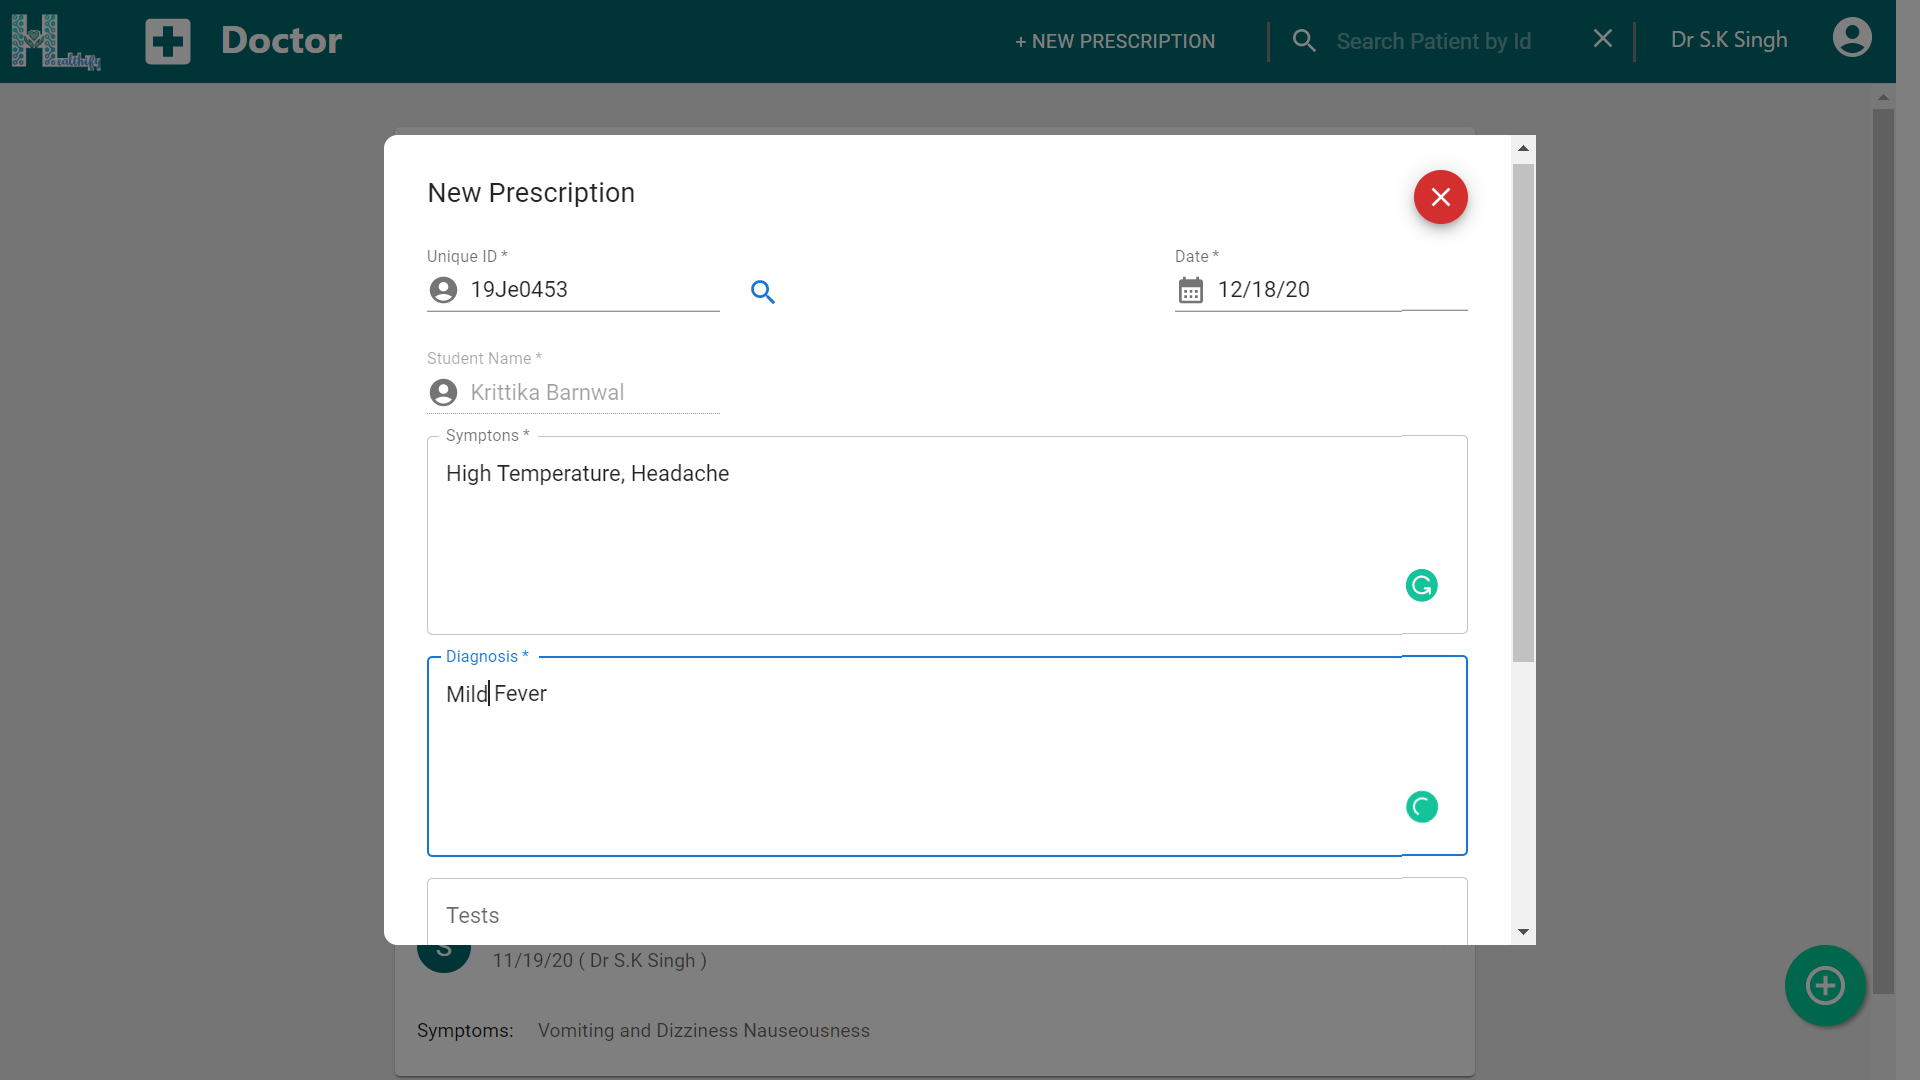 Healthify
Doctor
+ NEW PRESCRIPTION
Search Patient by Id
Dr S.K Singh
New Prescription
Unique ID *
19Je0453
Date *
12/18/20
Student Name *
Krittika Barnwal
Symptons *
High Temperature, Headache
Diagnosis *
Mild Fever
Tests
S
11/19/20 ( Dr S.K Singh )
Symptoms: Vomiting and Dizziness Nauseousness